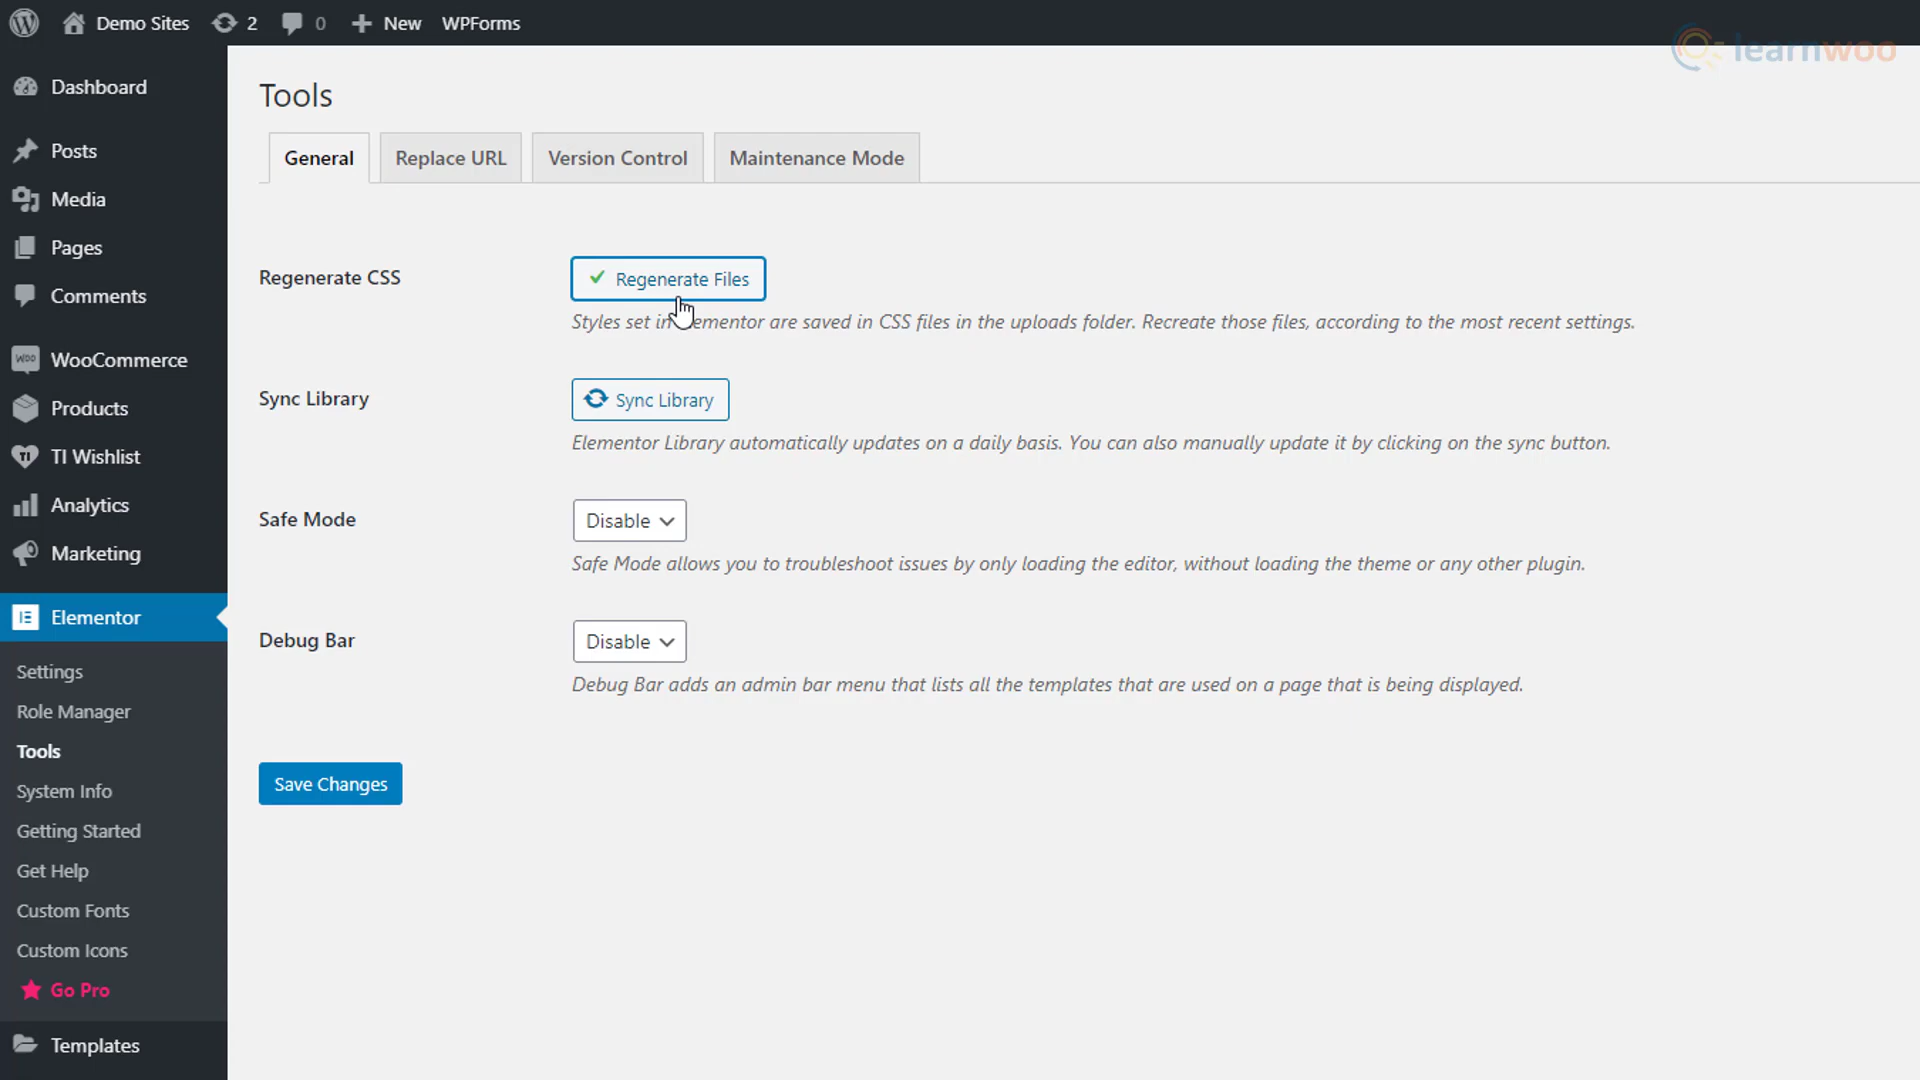 Demo Sites 2 0 New WPForms
learnwoo
Dashboard
Posts
Media
Pages
Comments
WOO WooCommerce
Products
TI TI Wishlist
Analytics
Marketing
Elementor
Settings
Role Manager
Tools
System Info
Getting Started
Get Help
Custom Fonts
Custom Icons
Go Pro
Templates
Tools
General Replace URL Version Control Maintenance Mode
Regenerate CSS Regenerate Files
Styles set in ementor are saved in CSS files in the uploads folder. Recreate those files, according to the most recent settings.
Sync Library Sync Library
Elementor Library automatically updates on a daily basis. You can also manually update it by clicking on the sync button.
Safe Mode Disable
Safe Mode allows you to troubleshoot issues by only loading the editor, without loading the theme or any other plugin.
Debug Bar Disable
Debug Bar adds an admin bar menu that lists all the templates that are used on a page that is being displayed.
Save Changes